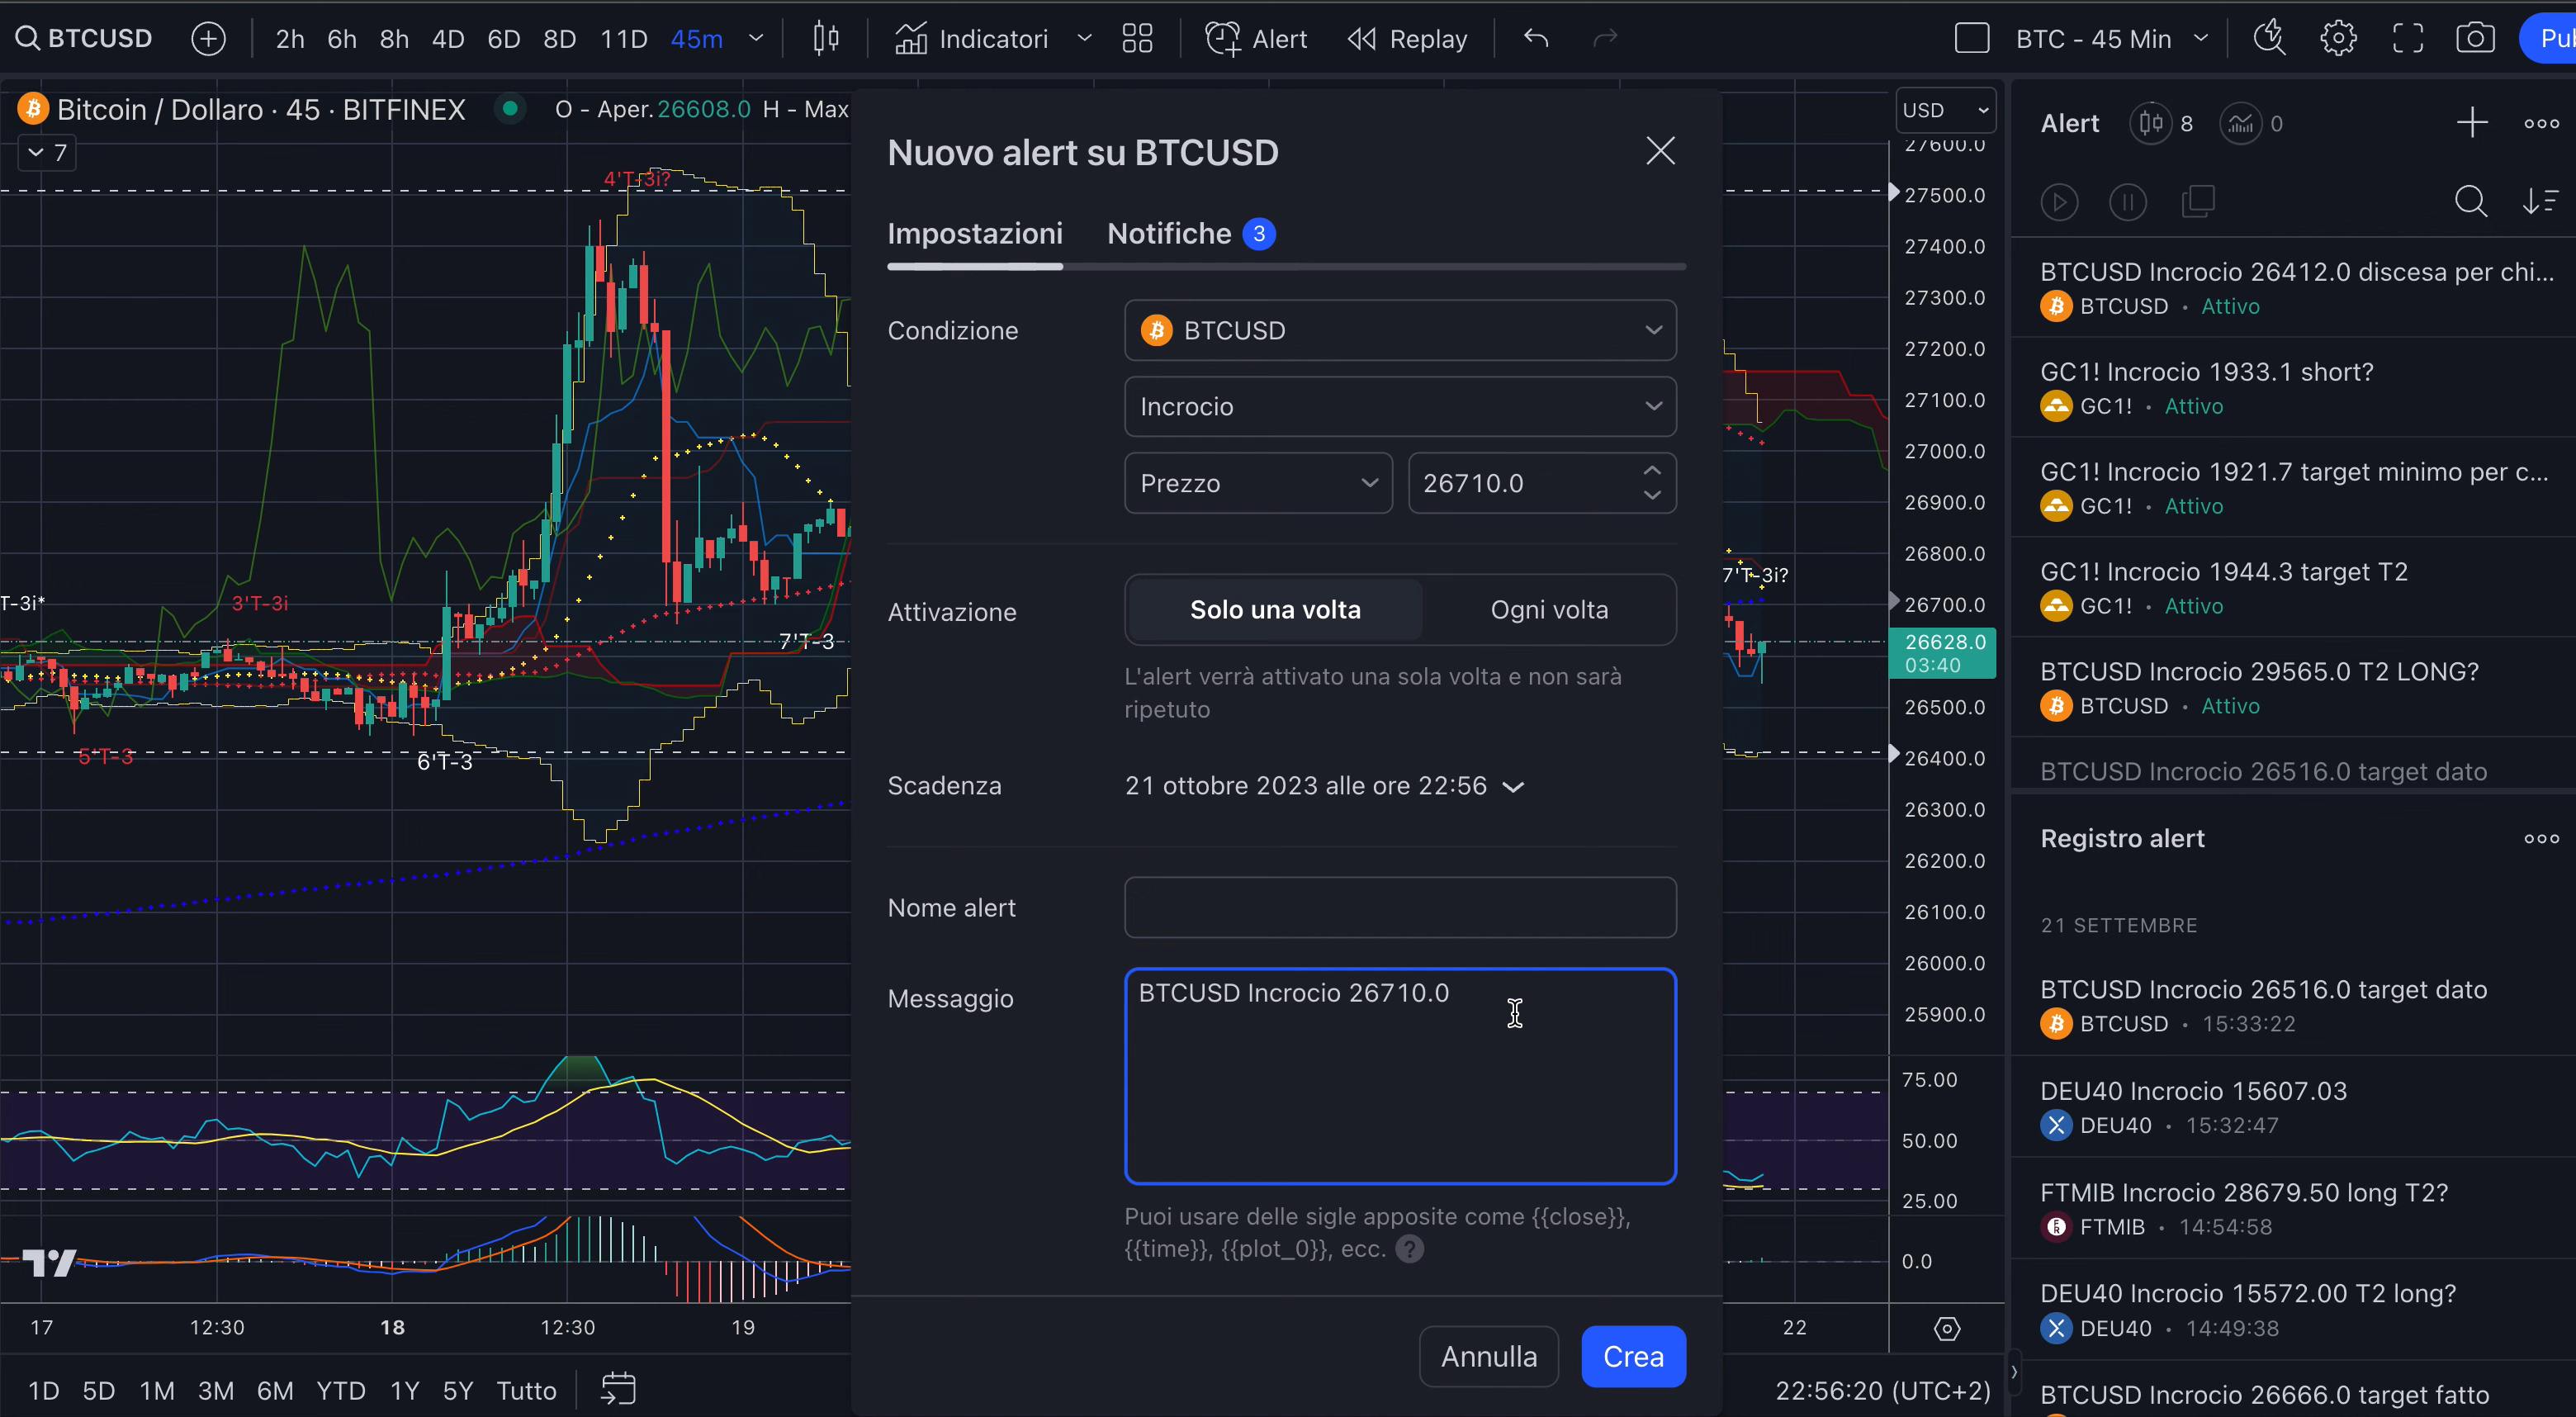 BTCUSD
2h 6h 8h 4D 6D 8D 11D 45m
Indicatori
Alert
Replay
BTC - 45 Min
Pub
Bitcoin / Dollaro · 45 · BITFINEX
O - Aper.26608.0 H - Max
7
4'T-3i?
T-3i*
3'T-3i
7'T-3
5'T-3
6'T-3
Nuovo alert su BTCUSD
Impostazioni
Notifiche 3
Condizione
BTCUSD
Incrocio
Prezzo
26710.0
Attivazione
Solo una volta
Ogni volta
L'alert verrà attivato una sola volta e non sarà
ripetuto
Scadenza
21 ottobre 2023 alle ore 22:56
Nome alert
Messaggio
BTCUSD Incrocio 26710.0
Puoi usare delle sigle apposite come {{close}},
{{time}}, {{plot_0}}, ecc. ?
Annulla
Crea
7'T-3i?
USD
27600.0
27500.0
27400.0
27300.0
27200.0
27100.0
27000.0
26900.0
26800.0
26700.0
26628.0
03:40
26500.0
26400.0
26300.0
26200.0
26100.0
26000.0
25900.0
75.00
50.00
25.00
0.0
17 12:30 18 12:30 19 22
1D 5D 1M 3M 6M YTD 1Y 5Y Tutto
22:56:20 (UTC+2)
Alert 8 0
BTCUSD Incrocio 26412.0 discesa per chi...
BTCUSD • Attivo
GC1! Incrocio 1933.1 short?
GC1! • Attivo
GC1! Incrocio 1921.7 target minimo per c...
GC1! • Attivo
GC1! Incrocio 1944.3 target T2
GC1! • Attivo
BTCUSD Incrocio 29565.0 T2 LONG?
BTCUSD • Attivo
BTCUSD Incrocio 26516.0 target dato
Registro alert
21 SETTEMBRE
BTCUSD Incrocio 26516.0 target dato
BTCUSD • 15:33:22
DEU40 Incrocio 15607.03
DEU40 • 15:32:47
FTMIB Incrocio 28679.50 long T2?
FTMIB • 14:54:58
DEU40 Incrocio 15572.00 T2 long?
DEU40 • 14:49:38
BTCUSD Incrocio 26666.0 target fatto